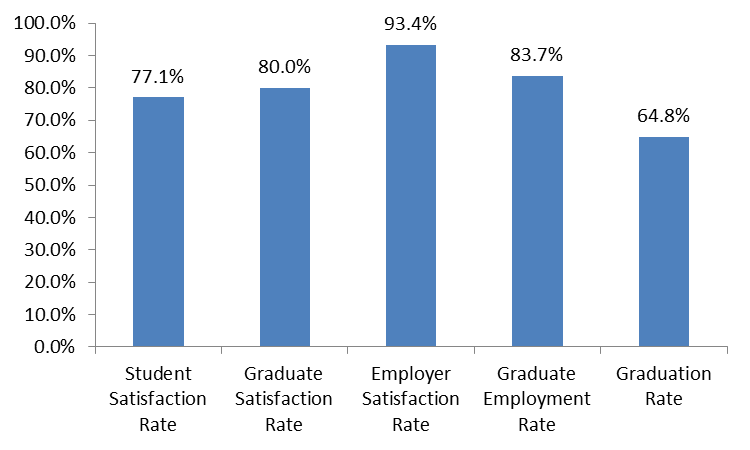 100.0%
90.0%
80.0%
70.0%
60.0%
50.0%
40.0%
30.0%
20.0%
10.0%
0.0%
77.1%
80.0%
93.4%
83.7%
64.8%
Student
Satisfaction
Rate
Graduate
Satisfaction
Rate
Employer
Satisfaction
Rate
Graduate
Employment
Rate
Graduation
Rate